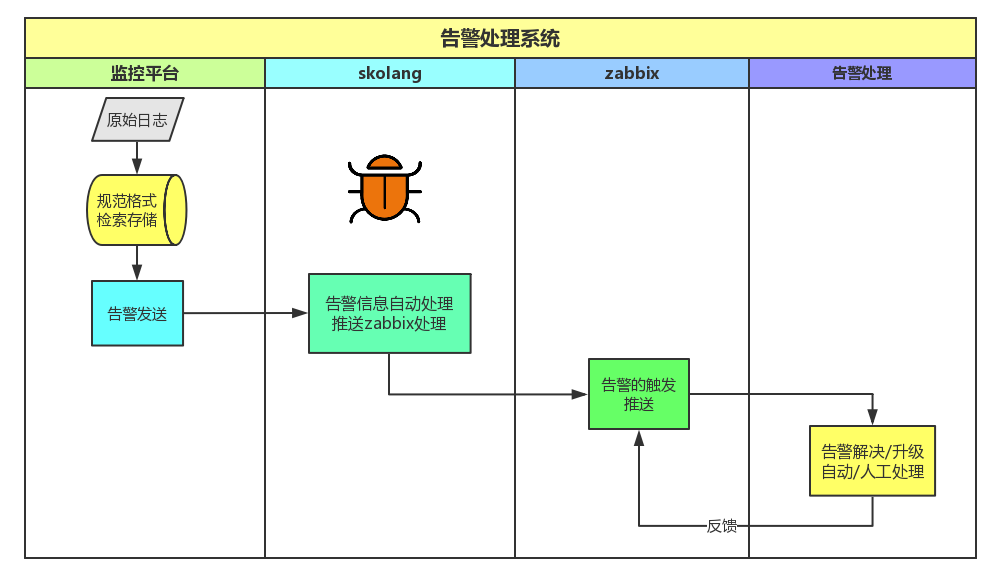 告警处理系统
监控平台
skolang
zabbix
告警处理
原始日志
规范格式
检索存储
告警发送
告警信息自动处理
推送zabbix处理
告警的触发
推送
告警解决/升级
自动/人工处理
反馈